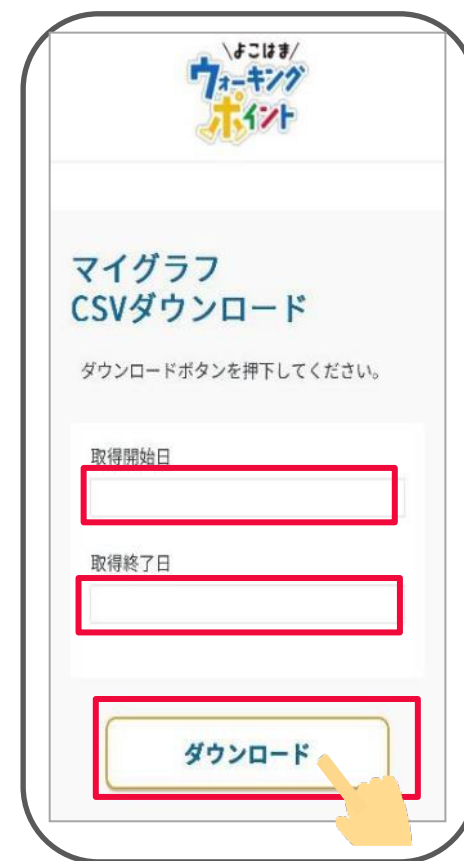 \よこはま/
ウォーキング
ポイント
マイグラフ
CSVダウンロード
ダウンロードボタンを押下してください。
取得開始日
取得終了日
ダウンロード